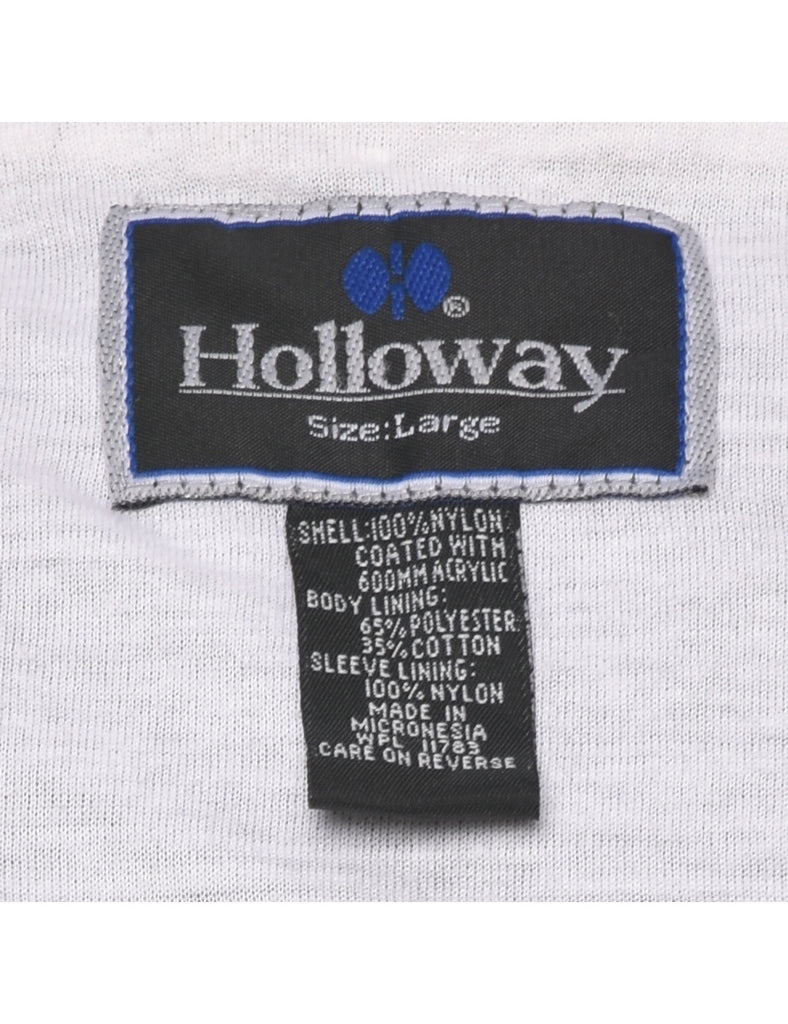 ®
Holloway
Size:Large
SHELL:100%NYLON
COATED WITH
600MM ACRYLIC
BODY LINING:
65%POLYESTER
35%COTTON
SLEEVE LINING:
100%NYLON
MADE IN
MICRONESIA
WPL 11783
CARE ON REVERSE